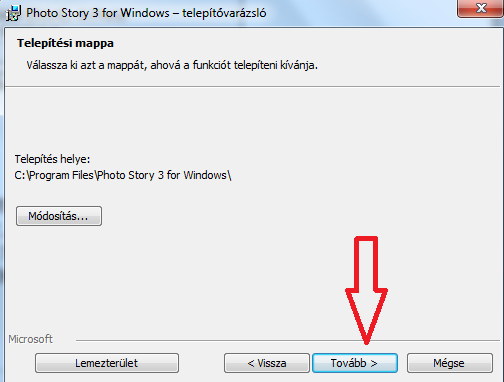 Photo Story 3 for Windows – telepítővarázsló
Telepítési mappa
Válassza ki azt a mappát, ahová a funkciót telepíteni kívánja.
Telepítés helye:
C:\Program Files\Photo Story 3 for Windows\
Módosítás...
Microsoft
Lemezterület
< Vissza
Tovább >
Mégse